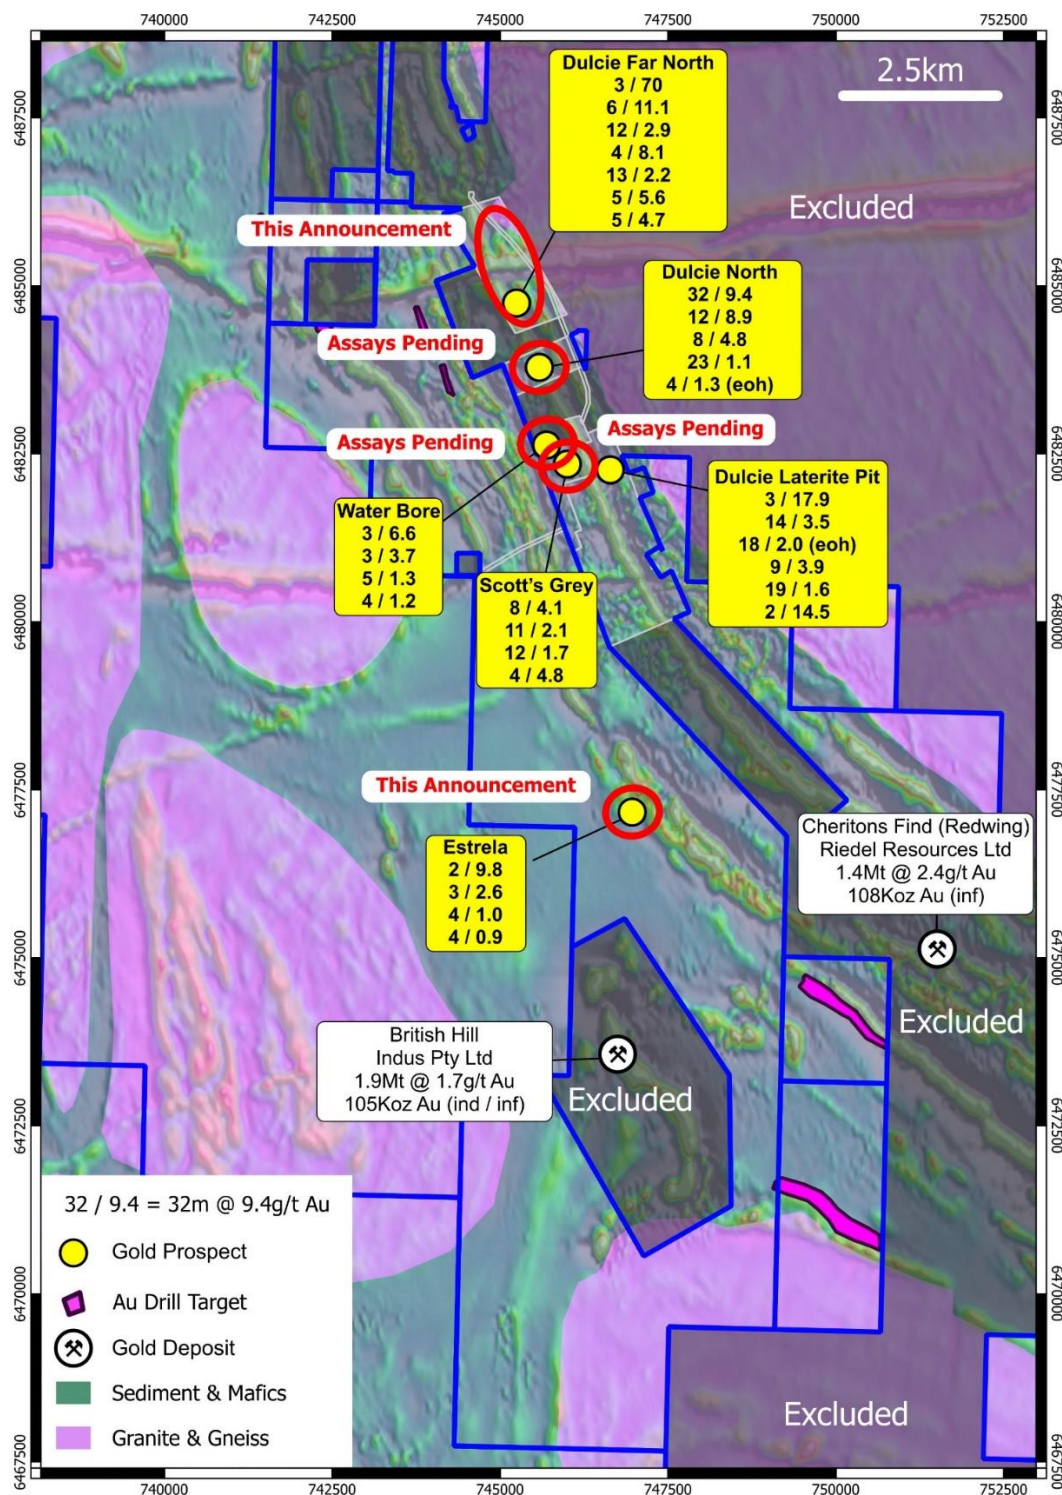 740000
742500
745000
747500
750000
752500
6487500
6485000
6482500
6480000
6477500
6475000
6472500
6470000
6467500
Dulcie Far North
3 / 70
6 / 11.1
12 / 2.9
4 / 8.1
13 / 2.2
5 / 5.6
5 / 4.7
2.5km
Excluded
This Announcement
Dulcie North
32 / 9.4
12 / 8.9
8 / 4.8
23 / 1.1
4 / 1.3 (eoh)
Assays Pending
Assays Pending
Assays Pending
Dulcie Laterite Pit
3 / 17.9
14 / 3.5
18 / 2.0 (eoh)
9 / 3.9
19 / 1.6
2 / 14.5
Water Bore
3 / 6.6
3 / 3.7
5 / 1.3
4 / 1.2
Scott's Grey
8 / 4.1
11 / 2.1
12 / 1.7
4 / 4.8
This Announcement
Estrela
2 / 9.8
3 / 2.6
4 / 1.0
4 / 0.9
Cheritons Find (Redwing)
Riedel Resources Ltd
1.4Mt @ 2.4g/t Au
108Koz Au (inf)
Excluded
British Hill
Indus Pty Ltd
1.9Mt @ 1.7g/t Au
105Koz Au (ind / inf)
Excluded
32 / 9.4 = 32m @ 9.4g/t Au
Gold Prospect
Au Drill Target
Gold Deposit
Sediment & Mafics
Granite & Gneiss
Excluded
6487500
6485000
6482500
6480000
6477500
6475000
6472500
6470000
6467500
740000
742500
745000
747500
750000
752500